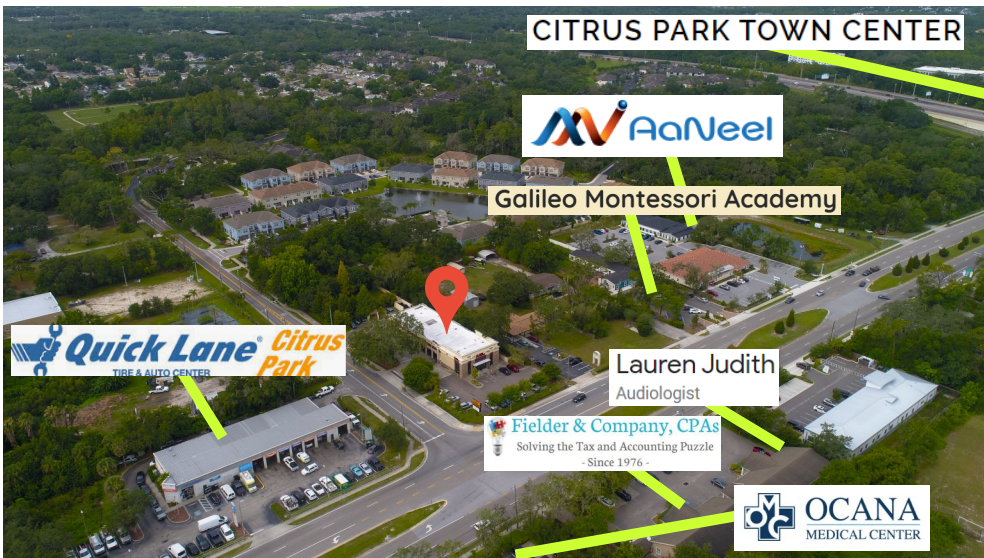 CITRUS PARK TOWN CENTER
AaNeel
Galileo Montessori Academy
Quick Lane®
TIRE & AUTO CENTER
Citrus
Park
Lauren Judith
Audiologist
Fielder & Company, CPAs
Solving the Tax and Accounting Puzzle
- Since 1976 -
OCANA
MEDICAL CENTER